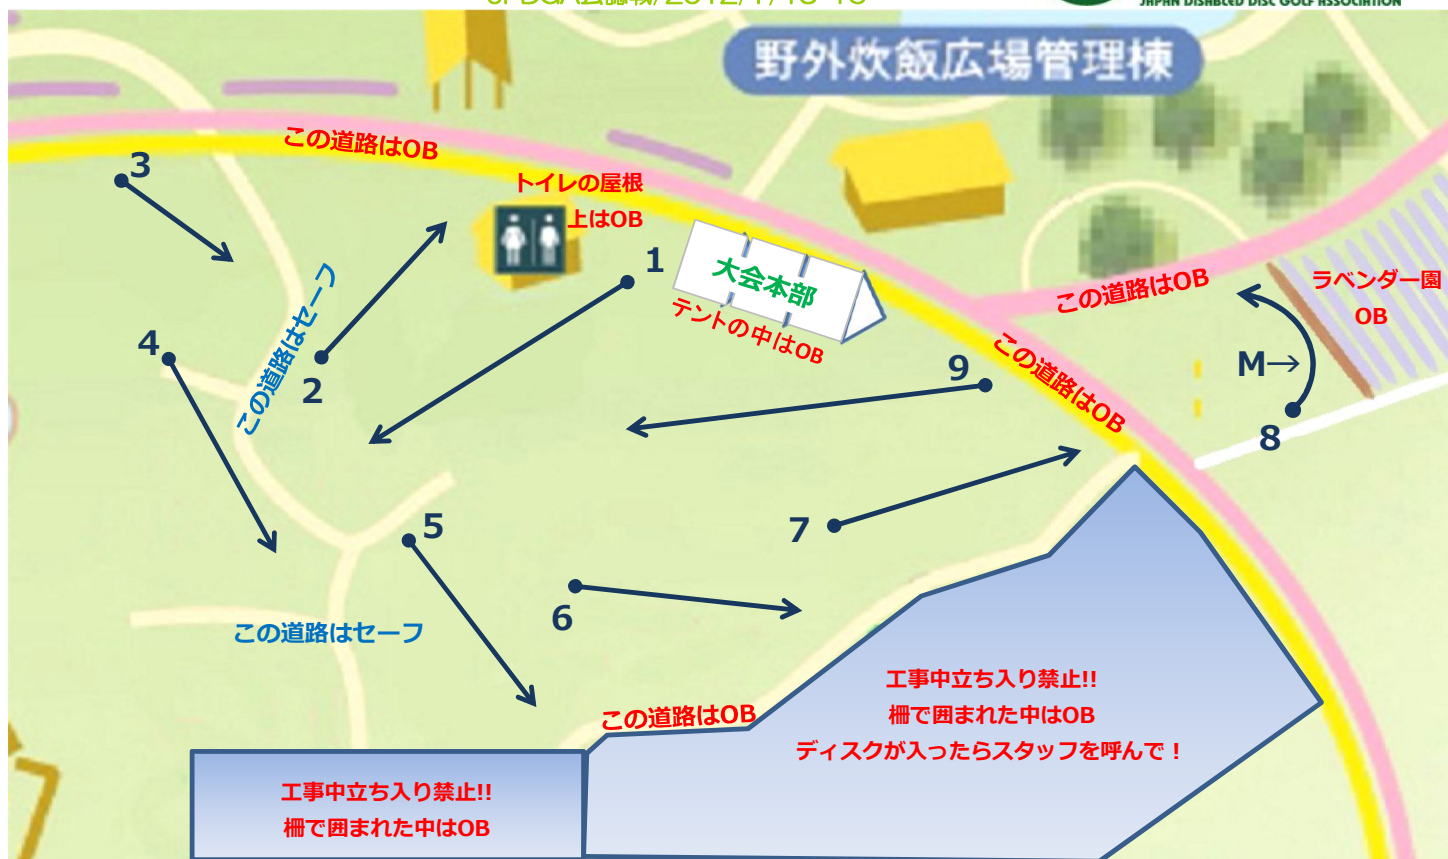 JAPAN DISABLED DISC GOLF ASSOCIATION
野外炊飯広場管理棟
この道路はOB
3
トイレの屋根
上はOB
1
大会本部
テントの中はOB
この道路はOB
ラベンダー園
OB
この道路はセーフ
4
2
9
この道路はOB
M→
8
5
7
6
この道路はセーフ
この道路はOB
工事中立ち入り禁止!!
柵で囲まれた中はOB
ディスクが入ったらスタッフを呼んで！
工事中立ち入り禁止!!
柵で囲まれた中はOB